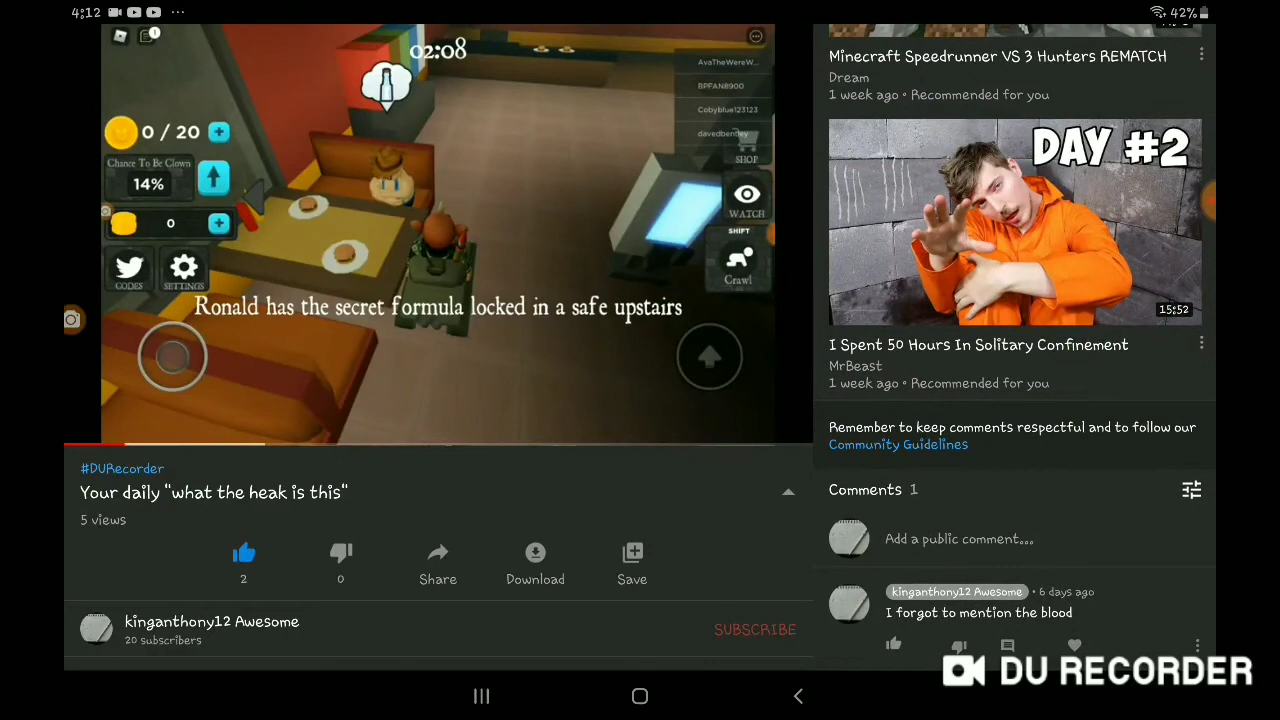 4:12
42%
02:08
AvaTheWereW...
BPFAN8900
Cobyblue123123
davedbentley
0 / 20
Chance To Be Clown
14%
0
SHOP
WATCH
SHIFT
Crawl
CODES
SETTINGS
Ronald has the secret formula locked in a safe upstairs
#DURecorder
Your daily "what the heak is this"
5 views
2
0
Share
Download
Save
kinganthony12 Awesome
20 subscribers
SUBSCRIBE
Minecraft Speedrunner VS 3 Hunters REMATCH
Dream
1 week ago • Recommended for you
DAY #2
15:52
I Spent 50 Hours In Solitary Confinement
MrBeast
1 week ago • Recommended for you
Remember to keep comments respectful and to follow our
Community Guidelines
Comments 1
Add a public comment...
kinganthony12 Awesome • 6 days ago
I forgot to mention the blood
DU RECORDER